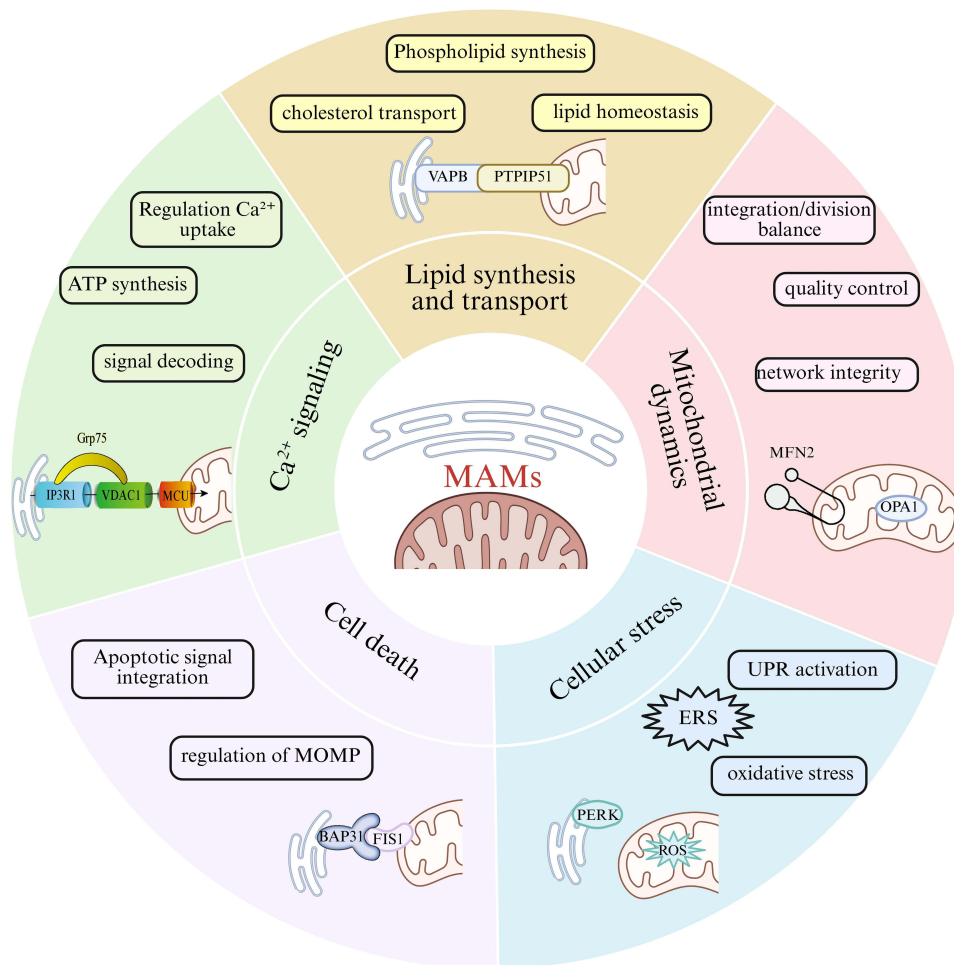 Phospholipid synthesis
cholesterol transport
lipid homeostasis
VAPB
PTPIP51
Lipid synthesis
and transport
integration/division
balance
quality control
network integrity
MFN2
OPA1
Mitochondrial
dynamics
UPR activation
ERS
oxidative stress
PERK
ROS
Cellular stress
Cell death
Apoptotic signal
integration
regulation of MOMP
BAP31
FIS1
Regulation Ca²⁺
uptake
ATP synthesis
signal decoding
Grp75
IP3R1
VDAC1
MCU
Ca²⁺ signaling
MAMs